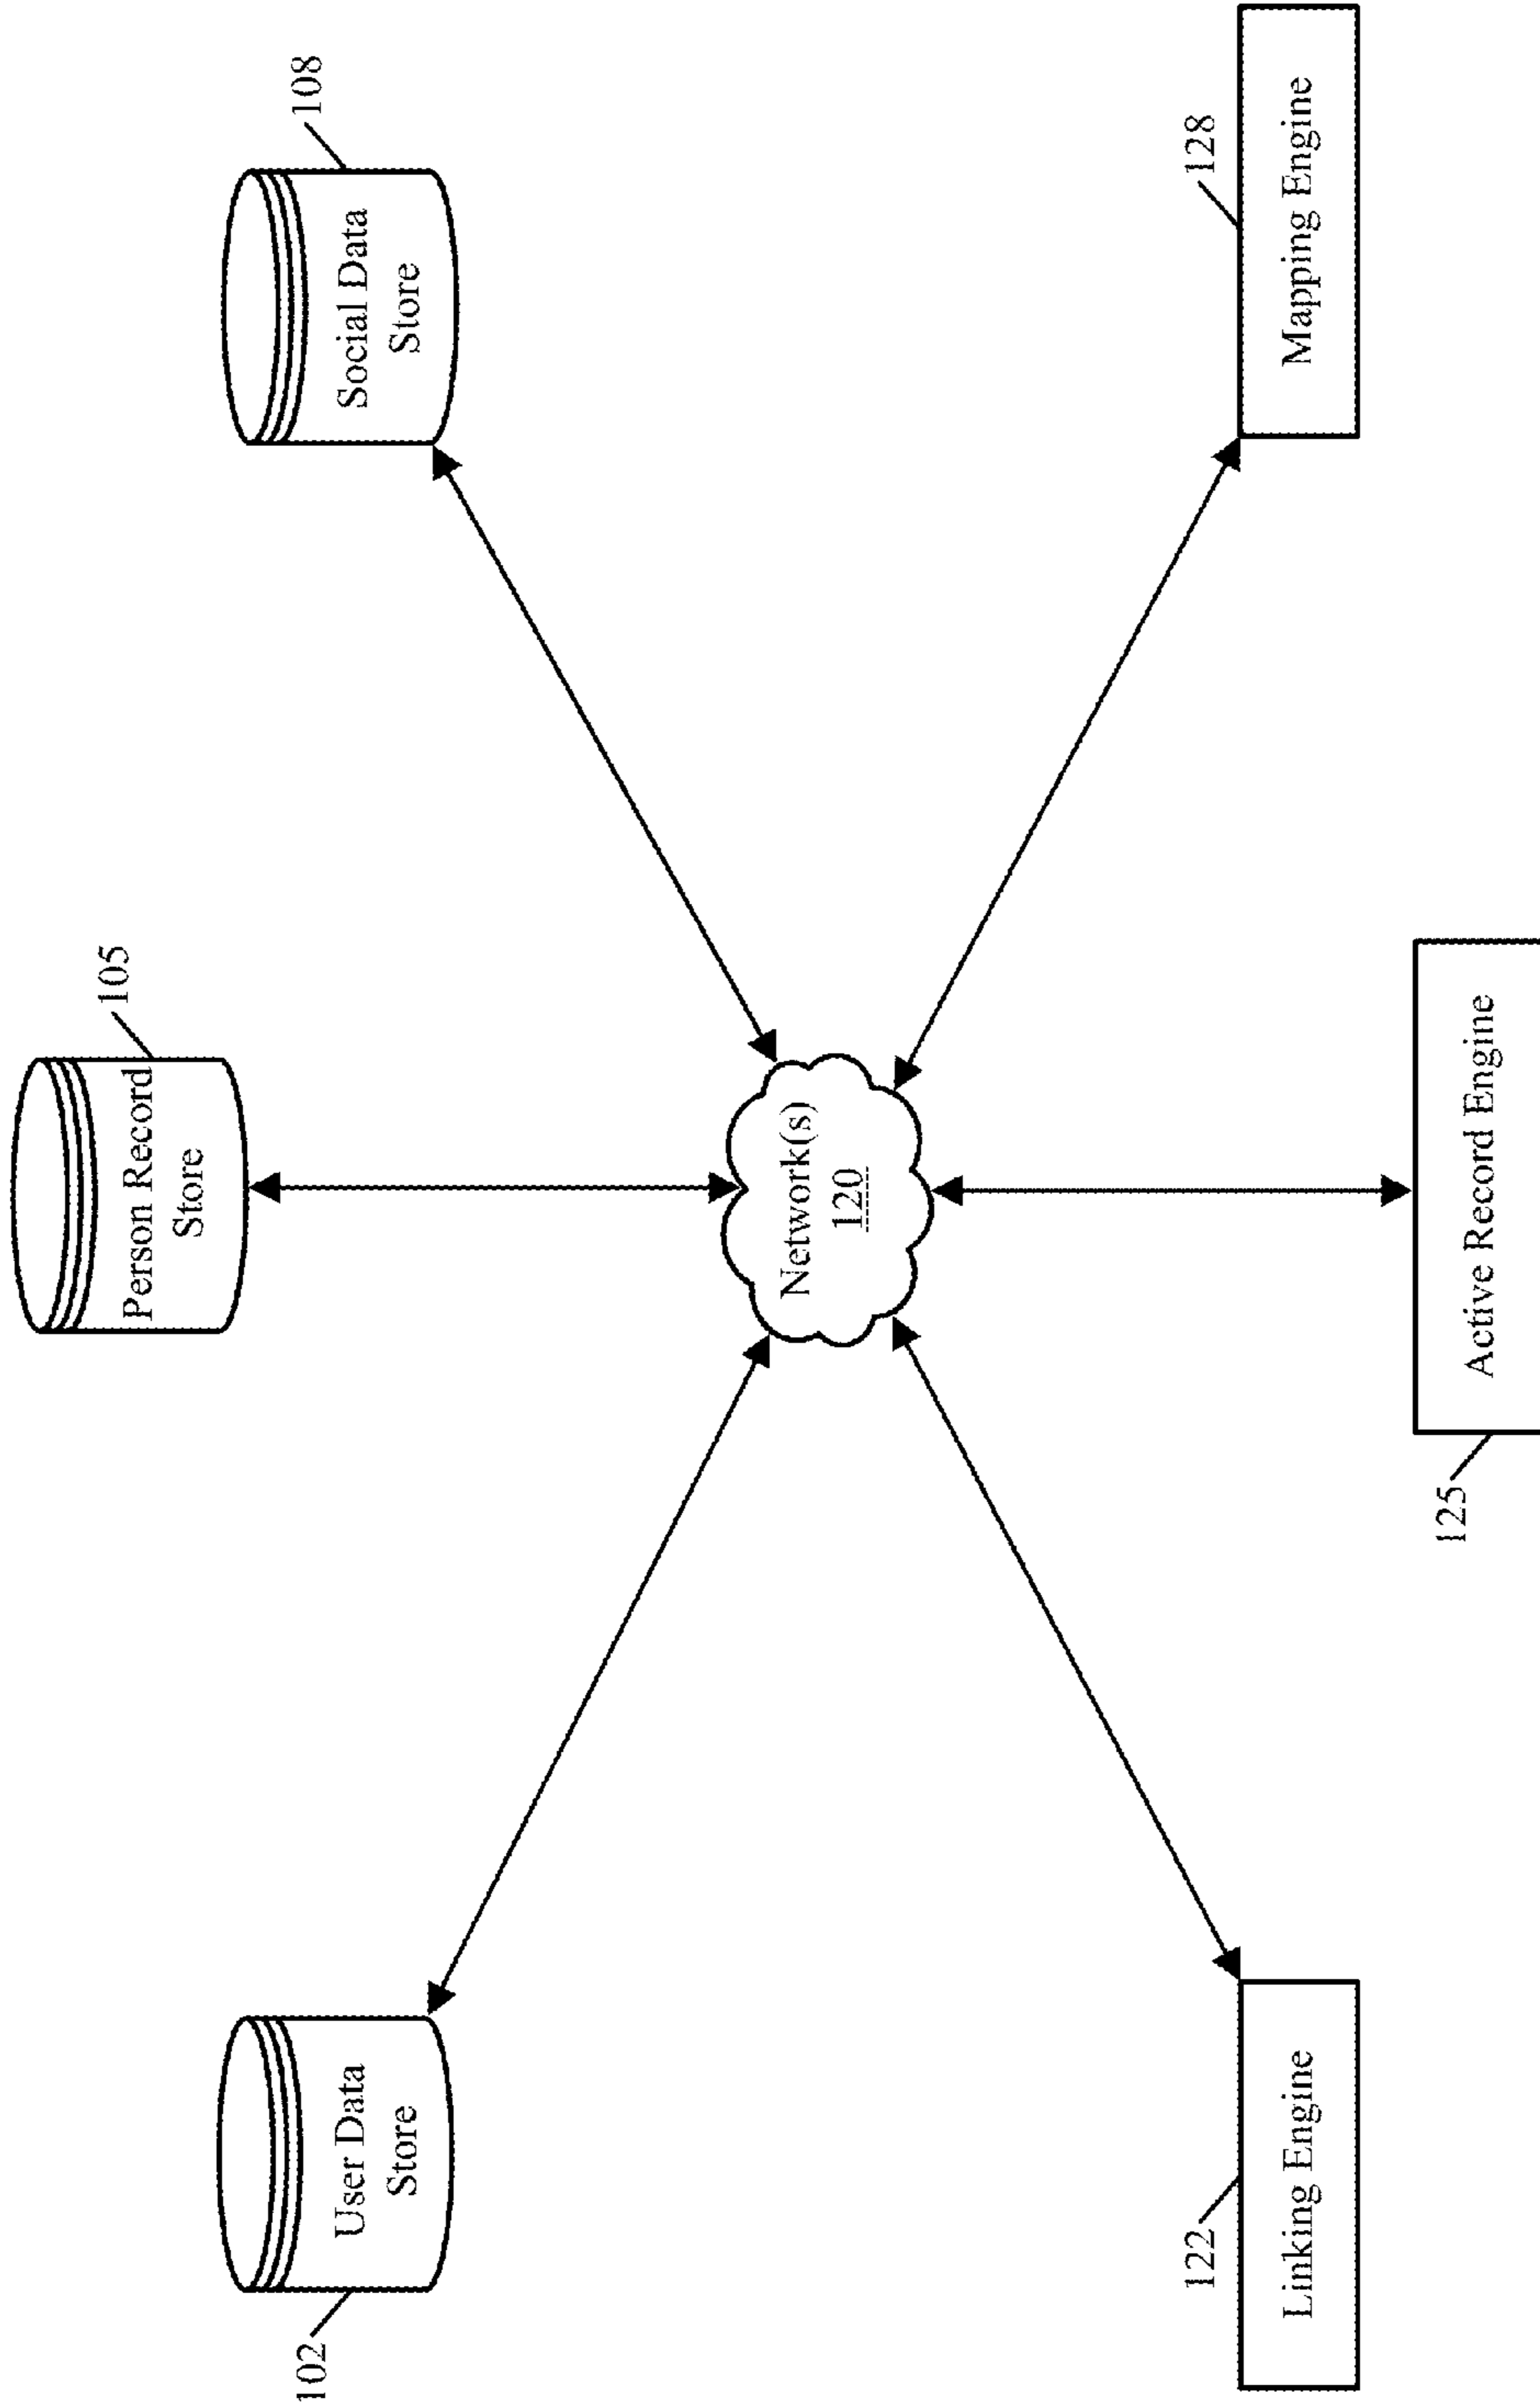 105
Person Record
Store
102
User Data
Store
108
Social Data
Store
Network(s)
120
122
Linking Engine
128
Mapping Engine
125
Active Record Engine